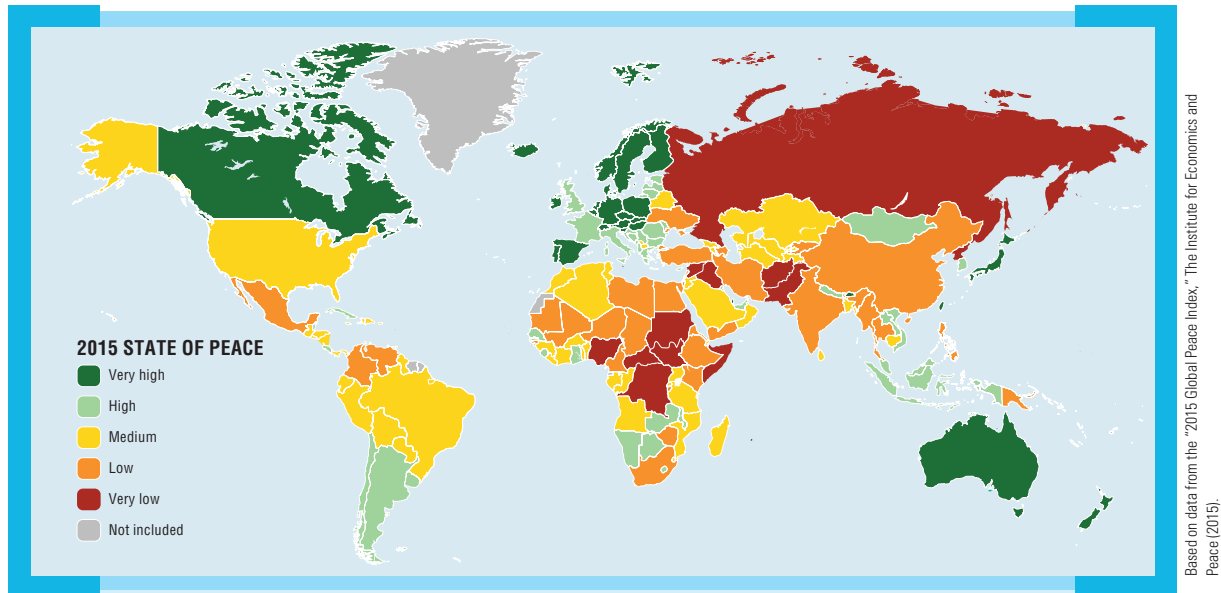 2015 STATE OF PEACE
Very high
High
Medium
Low
Very low
Not included
Based on data from the “2015 Global Peace Index,” The Institute for Economics and
Peace (2015).